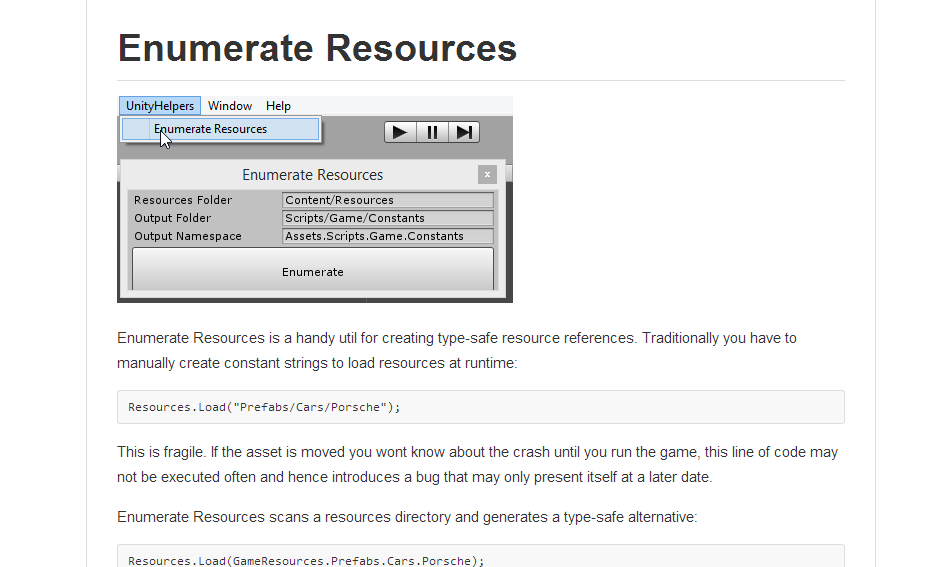 Enumerate Resources
UnityHelpers Window Help
Enumerate Resources
Enumerate Resources x
Resources Folder Content/Resources
Output Folder Scripts/Game/Constants
Output Namespace Assets.Scripts.Game.Constants
Enumerate
Enumerate Resources is a handy util for creating type-safe resource references. Traditionally you have to
manually create constant strings to load resources at runtime:
Resources.Load("Prefabs/Cars/Porsche");
This is fragile. If the asset is moved you wont know about the crash until you run the game, this line of code may
not be executed often and hence introduces a bug that may only present itself at a later date.
Enumerate Resources scans a resources directory and generates a type-safe alternative:
Resources.Load(GameResources.Prefabs.Cars.Porsche);